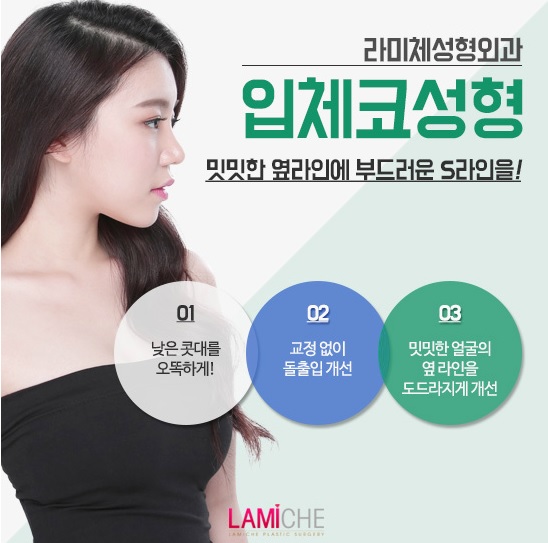 라미체성형외과
입체코성형
밋밋한 옆라인에 부드러운 S라인을!
01
낮은 콧대를
오똑하게!
02
교정 없이
돌출입 개선
03
밋밋한 얼굴의
옆 라인을
도드라지게 개선
LAMiCHE
LAMICHE PLASTIC SURGERY